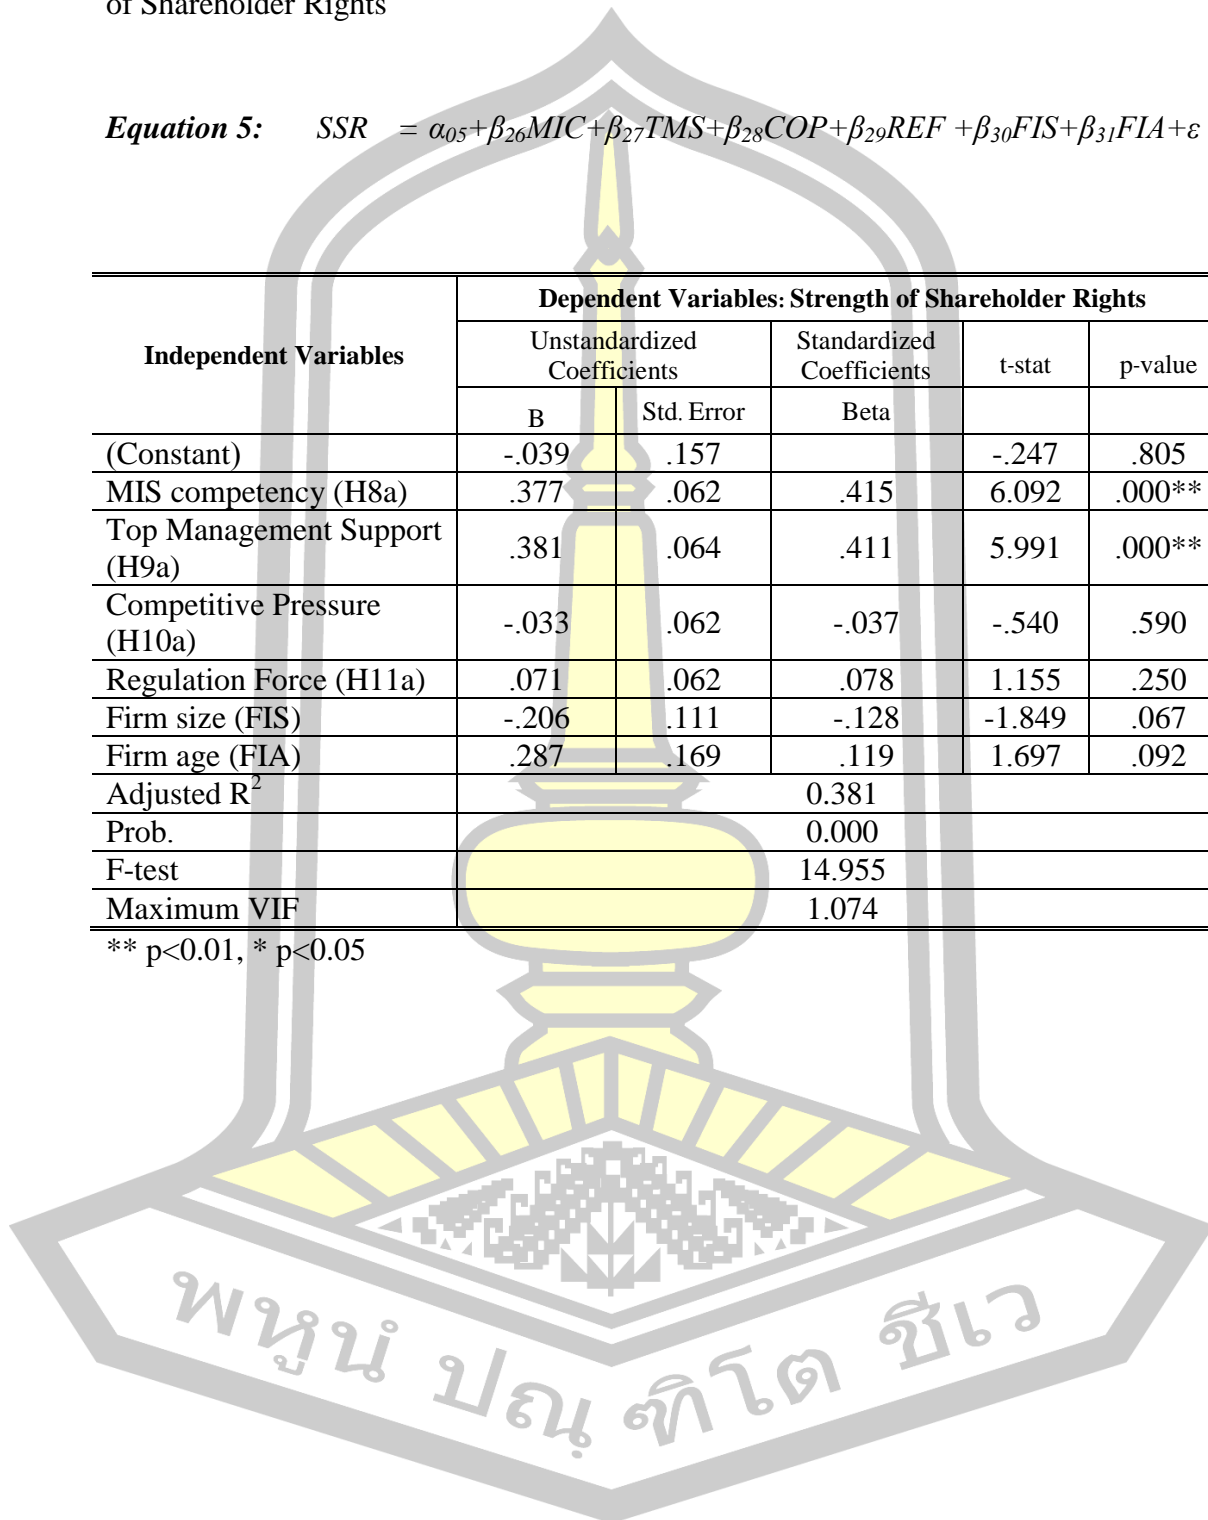 of Shareholder Rights
Equation 5: SSR = α05+β26MIC+β27TMS+β28COP+β29REF +β30FIS+β31FIA+ε
Independent Variables
Dependent Variables: Strength of Shareholder Rights
Unstandardized Coefficients Standardized Coefficients t-stat p-value
B Std. Error Beta
(Constant) -.039 .157 -.247 .805
MIS competency (H8a) .377 .062 .415 6.092 .000**
Top Management Support (H9a) .381 .064 .411 5.991 .000**
Competitive Pressure (H10a) -.033 .062 -.037 -.540 .590
Regulation Force (H11a) .071 .062 .078 1.155 .250
Firm size (FIS) -.206 .111 -.128 -1.849 .067
Firm age (FIA) .287 .169 .119 1.697 .092
Adjusted R2 0.381
Prob. 0.000
F-test 14.955
Maximum VIF 1.074
** p<0.01, * p<0.05
พหูนํ ปณฺฑิโต ชีเว